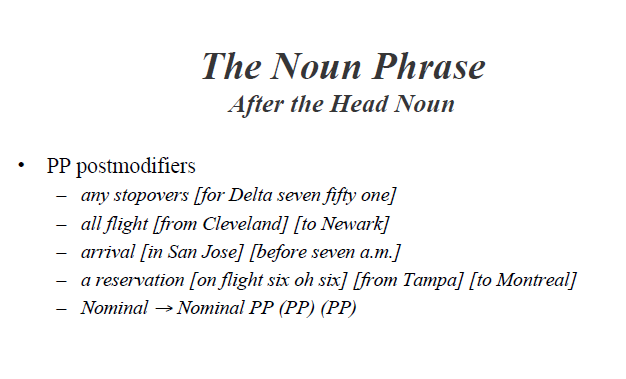 The Noun Phrase
After the Head Noun
• PP postmodifiers
– any stopovers [for Delta seven fifty one]
– all flight [from Cleveland] [to Newark]
– arrival [in San Jose] [before seven a.m.]
– a reservation [on flight six oh six] [from Tampa] [to Montreal]
– Nominal → Nominal PP (PP) (PP)